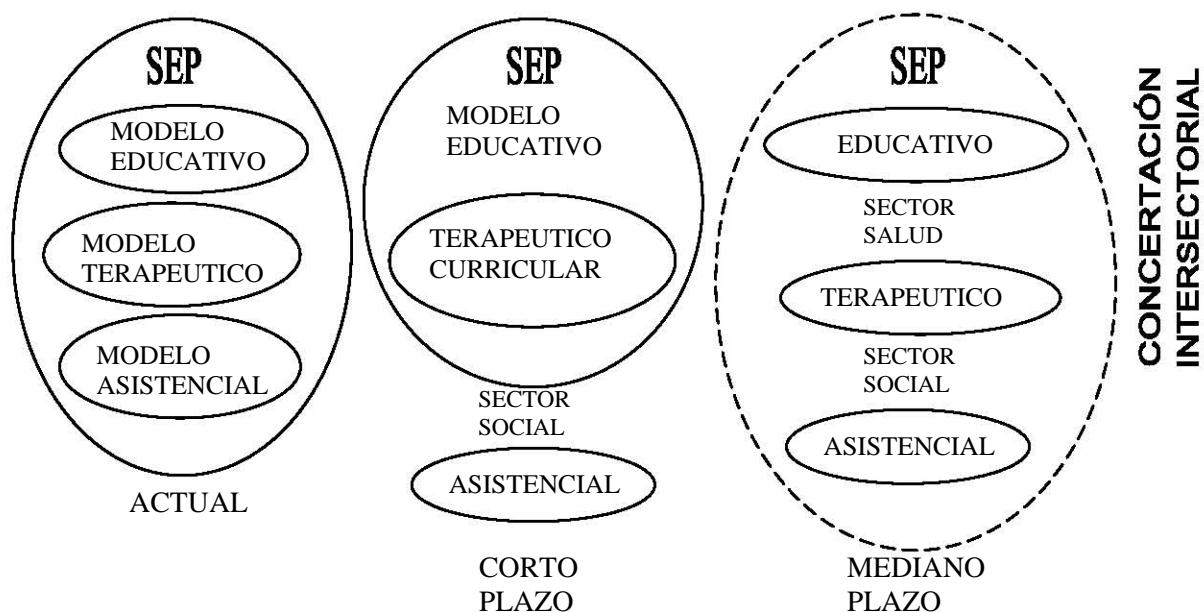 SEP
MODELO
EDUCATIVO
MODELO
TERAPEUTICO
MODELO
ASISTENCIAL
ACTUAL
SEP
MODELO
EDUCATIVO
TERAPEUTICO
CURRICULAR
SECTOR
SOCIAL
ASISTENCIAL
CORTO
PLAZO
SEP
EDUCATIVO
SECTOR
SALUD
TERAPEUTICO
SECTOR
SOCIAL
ASISTENCIAL
MEDIANO
PLAZO
CONCERTACIÓN
INTERSECTORIAL